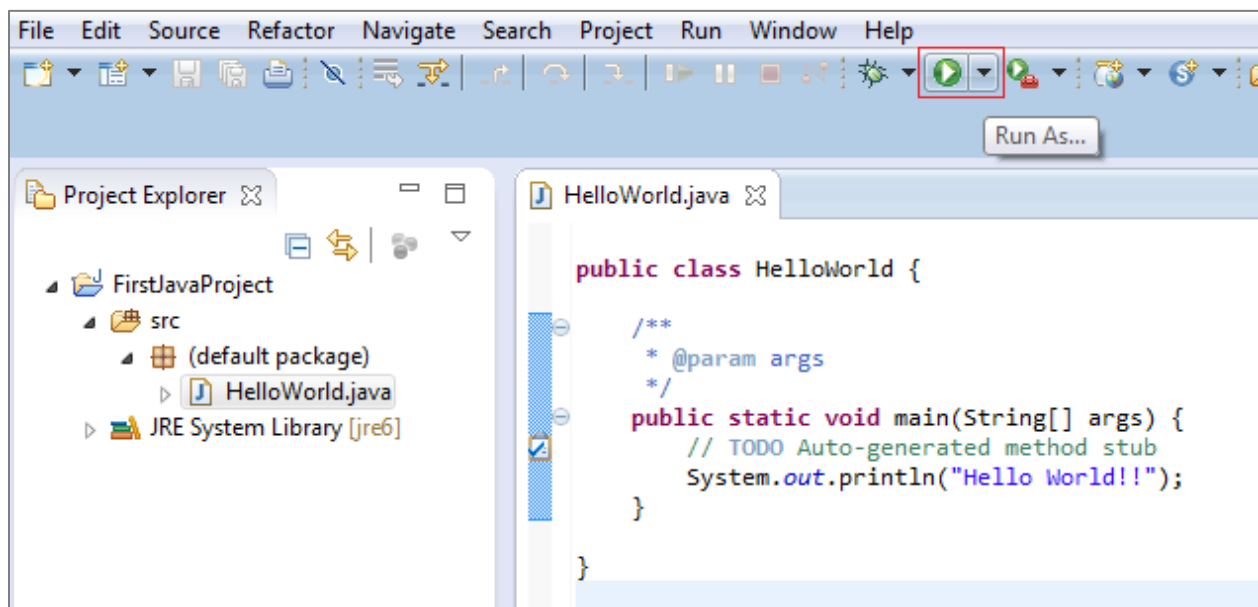 File Edit Source Refactor Navigate Search Project Run Window Help
Run As...
Project Explorer
FirstJavaProject
src
(default package)
HelloWorld.java
JRE System Library [jre6]
HelloWorld.java
public class HelloWorld {
/**
* @param args
*/
public static void main(String[] args) {
// TODO Auto-generated method stub
System.out.println("Hello World!!");
}
}